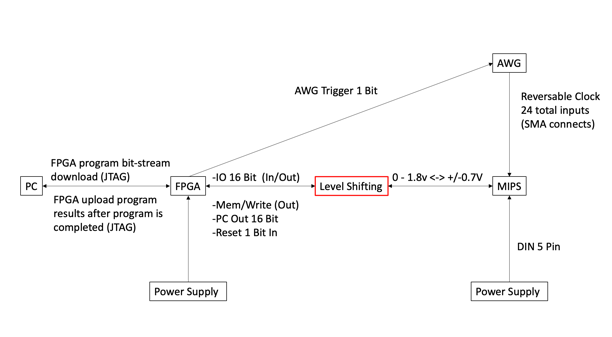 AWG
AWG Trigger 1 Bit
Reversable Clock
24 total inputs
(SMA connects)
FPGA program bit-stream
download (JTAG)
PC
FPGA
-IO 16 Bit  (In/Out)
Level Shifting
0 - 1.8v <-> +/-0.7V
MIPS
FPGA upload program
results after program is
completed (JTAG)
-Mem/Write (Out)
-PC Out 16 Bit
-Reset 1 Bit In
DIN 5 Pin
Power Supply
Power Supply